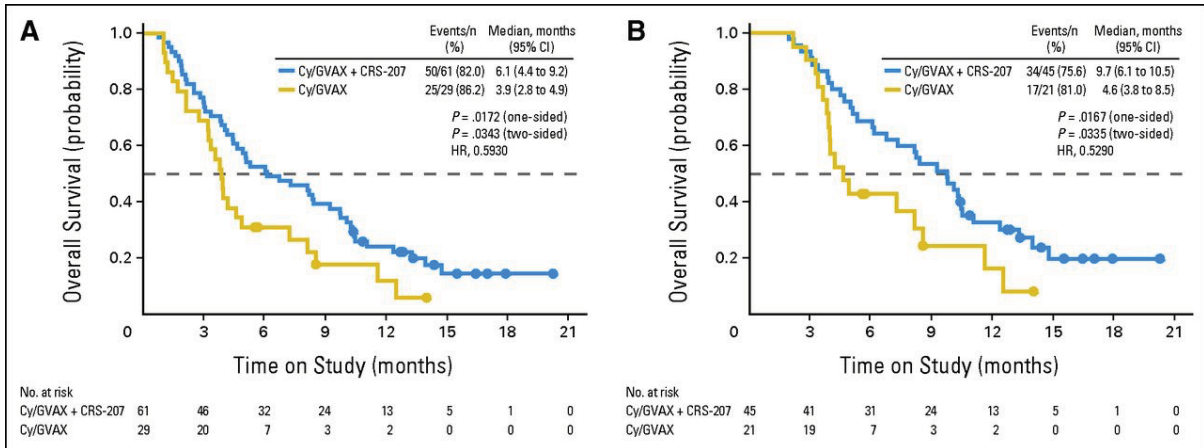 A
Overall Survival (probability)
1.0
0.8
0.6
0.4
0.2
Events/n Median, months
(%) (95% CI)
Cy/GVAX + CRS-207 50/61 (82.0) 6.1 (4.4 to 9.2)
Cy/GVAX 25/29 (86.2) 3.9 (2.8 to 4.9)
P = .0172 (one-sided)
P = .0343 (two-sided)
HR, 0.5930
0 3 6 9 12 15 18 21
Time on Study (months)
No. at risk
Cy/GVAX + CRS-207 61 46 32 24 13 5 1 0
Cy/GVAX 29 20 7 3 2 0 0 0
B
Overall Survival (probability)
1.0
0.8
0.6
0.4
0.2
Events/n Median, months
(%) (95% CI)
Cy/GVAX + CRS-207 34/45 (75.6) 9.7 (6.1 to 10.5)
Cy/GVAX 17/21 (81.0) 4.6 (3.8 to 8.5)
P = .0167 (one-sided)
P = .0335 (two-sided)
HR, 0.5290
0 3 6 9 12 15 18 21
Time on Study (months)
No. at risk
Cy/GVAX + CRS-207 45 41 31 24 13 5 1 0
Cy/GVAX 21 19 7 3 2 0 0 0